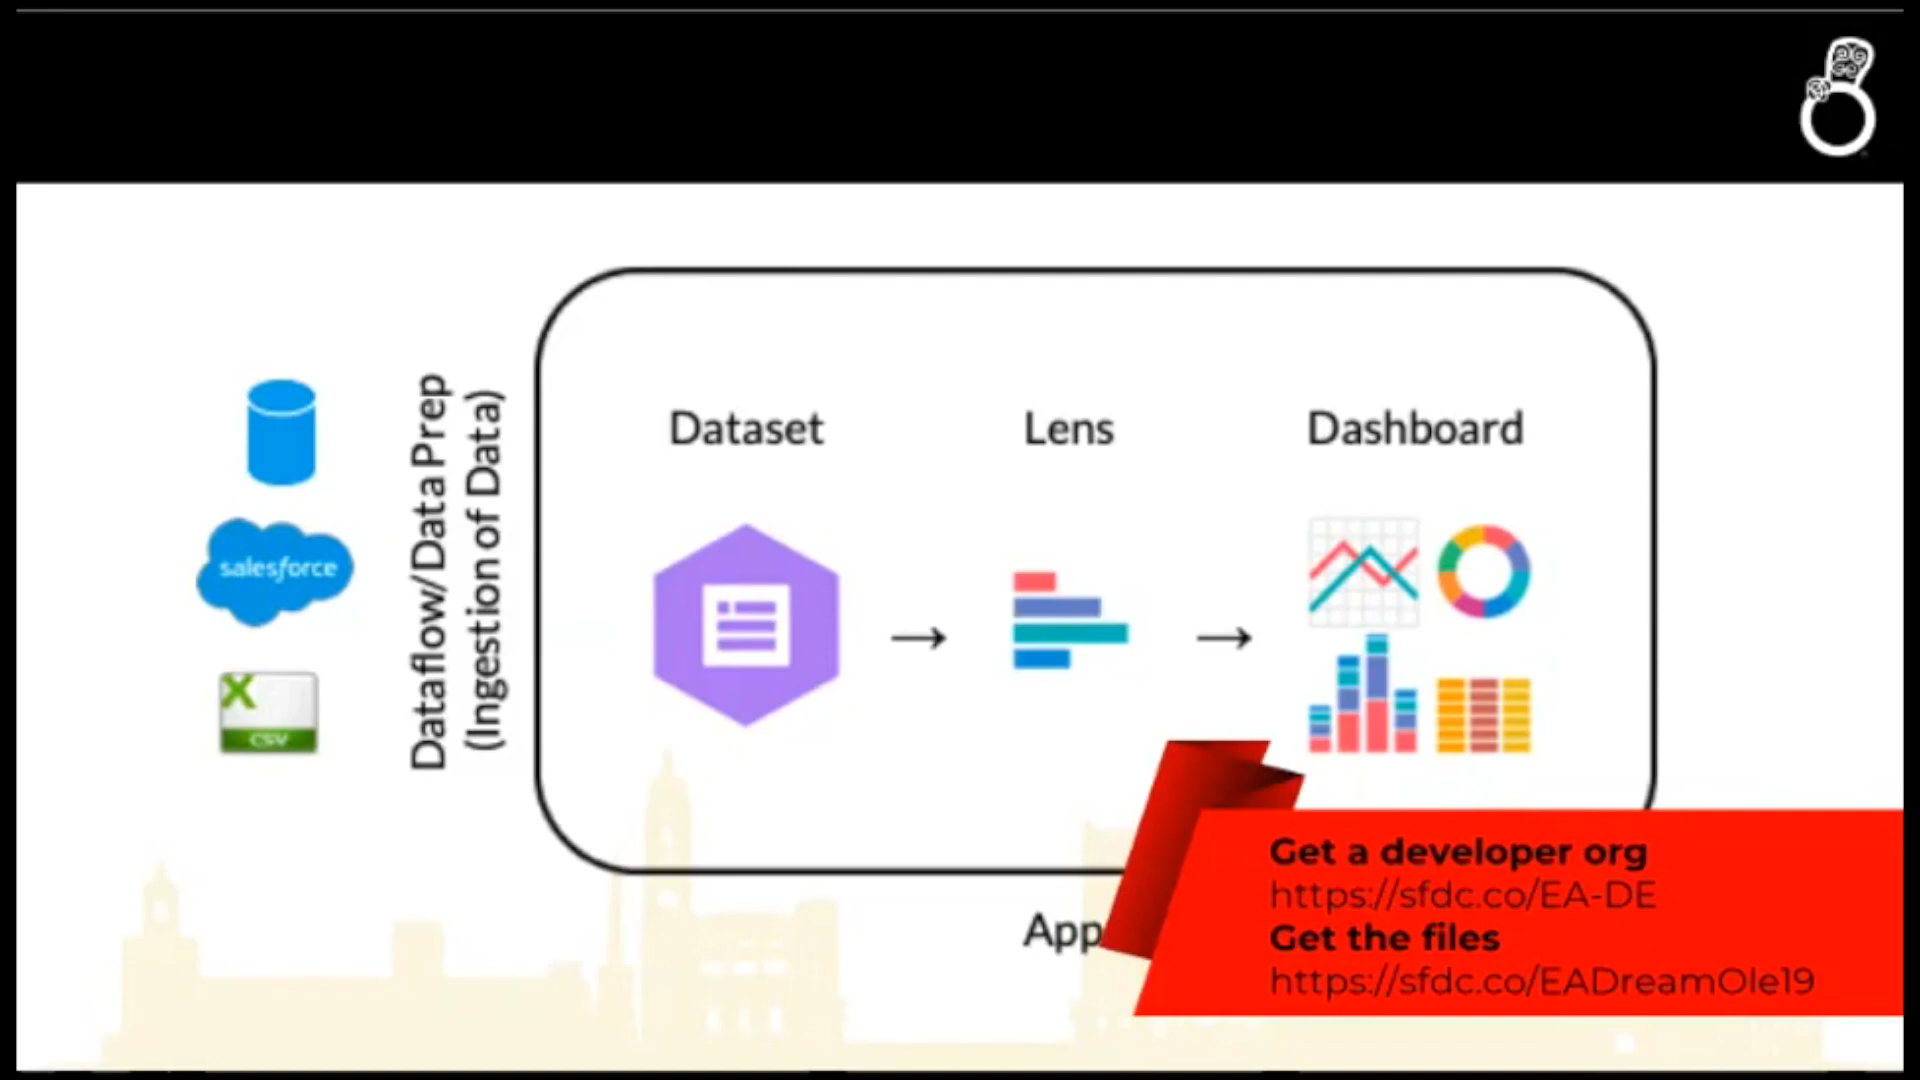 Dataflow/Data Prep
(Ingestion of Data)
salesforce
X
CSV
Dataset
Lens
Dashboard
App
Get a developer org
https://sfdc.co/EA-DE
Get the files
https://sfdc.co/EADreamOle19